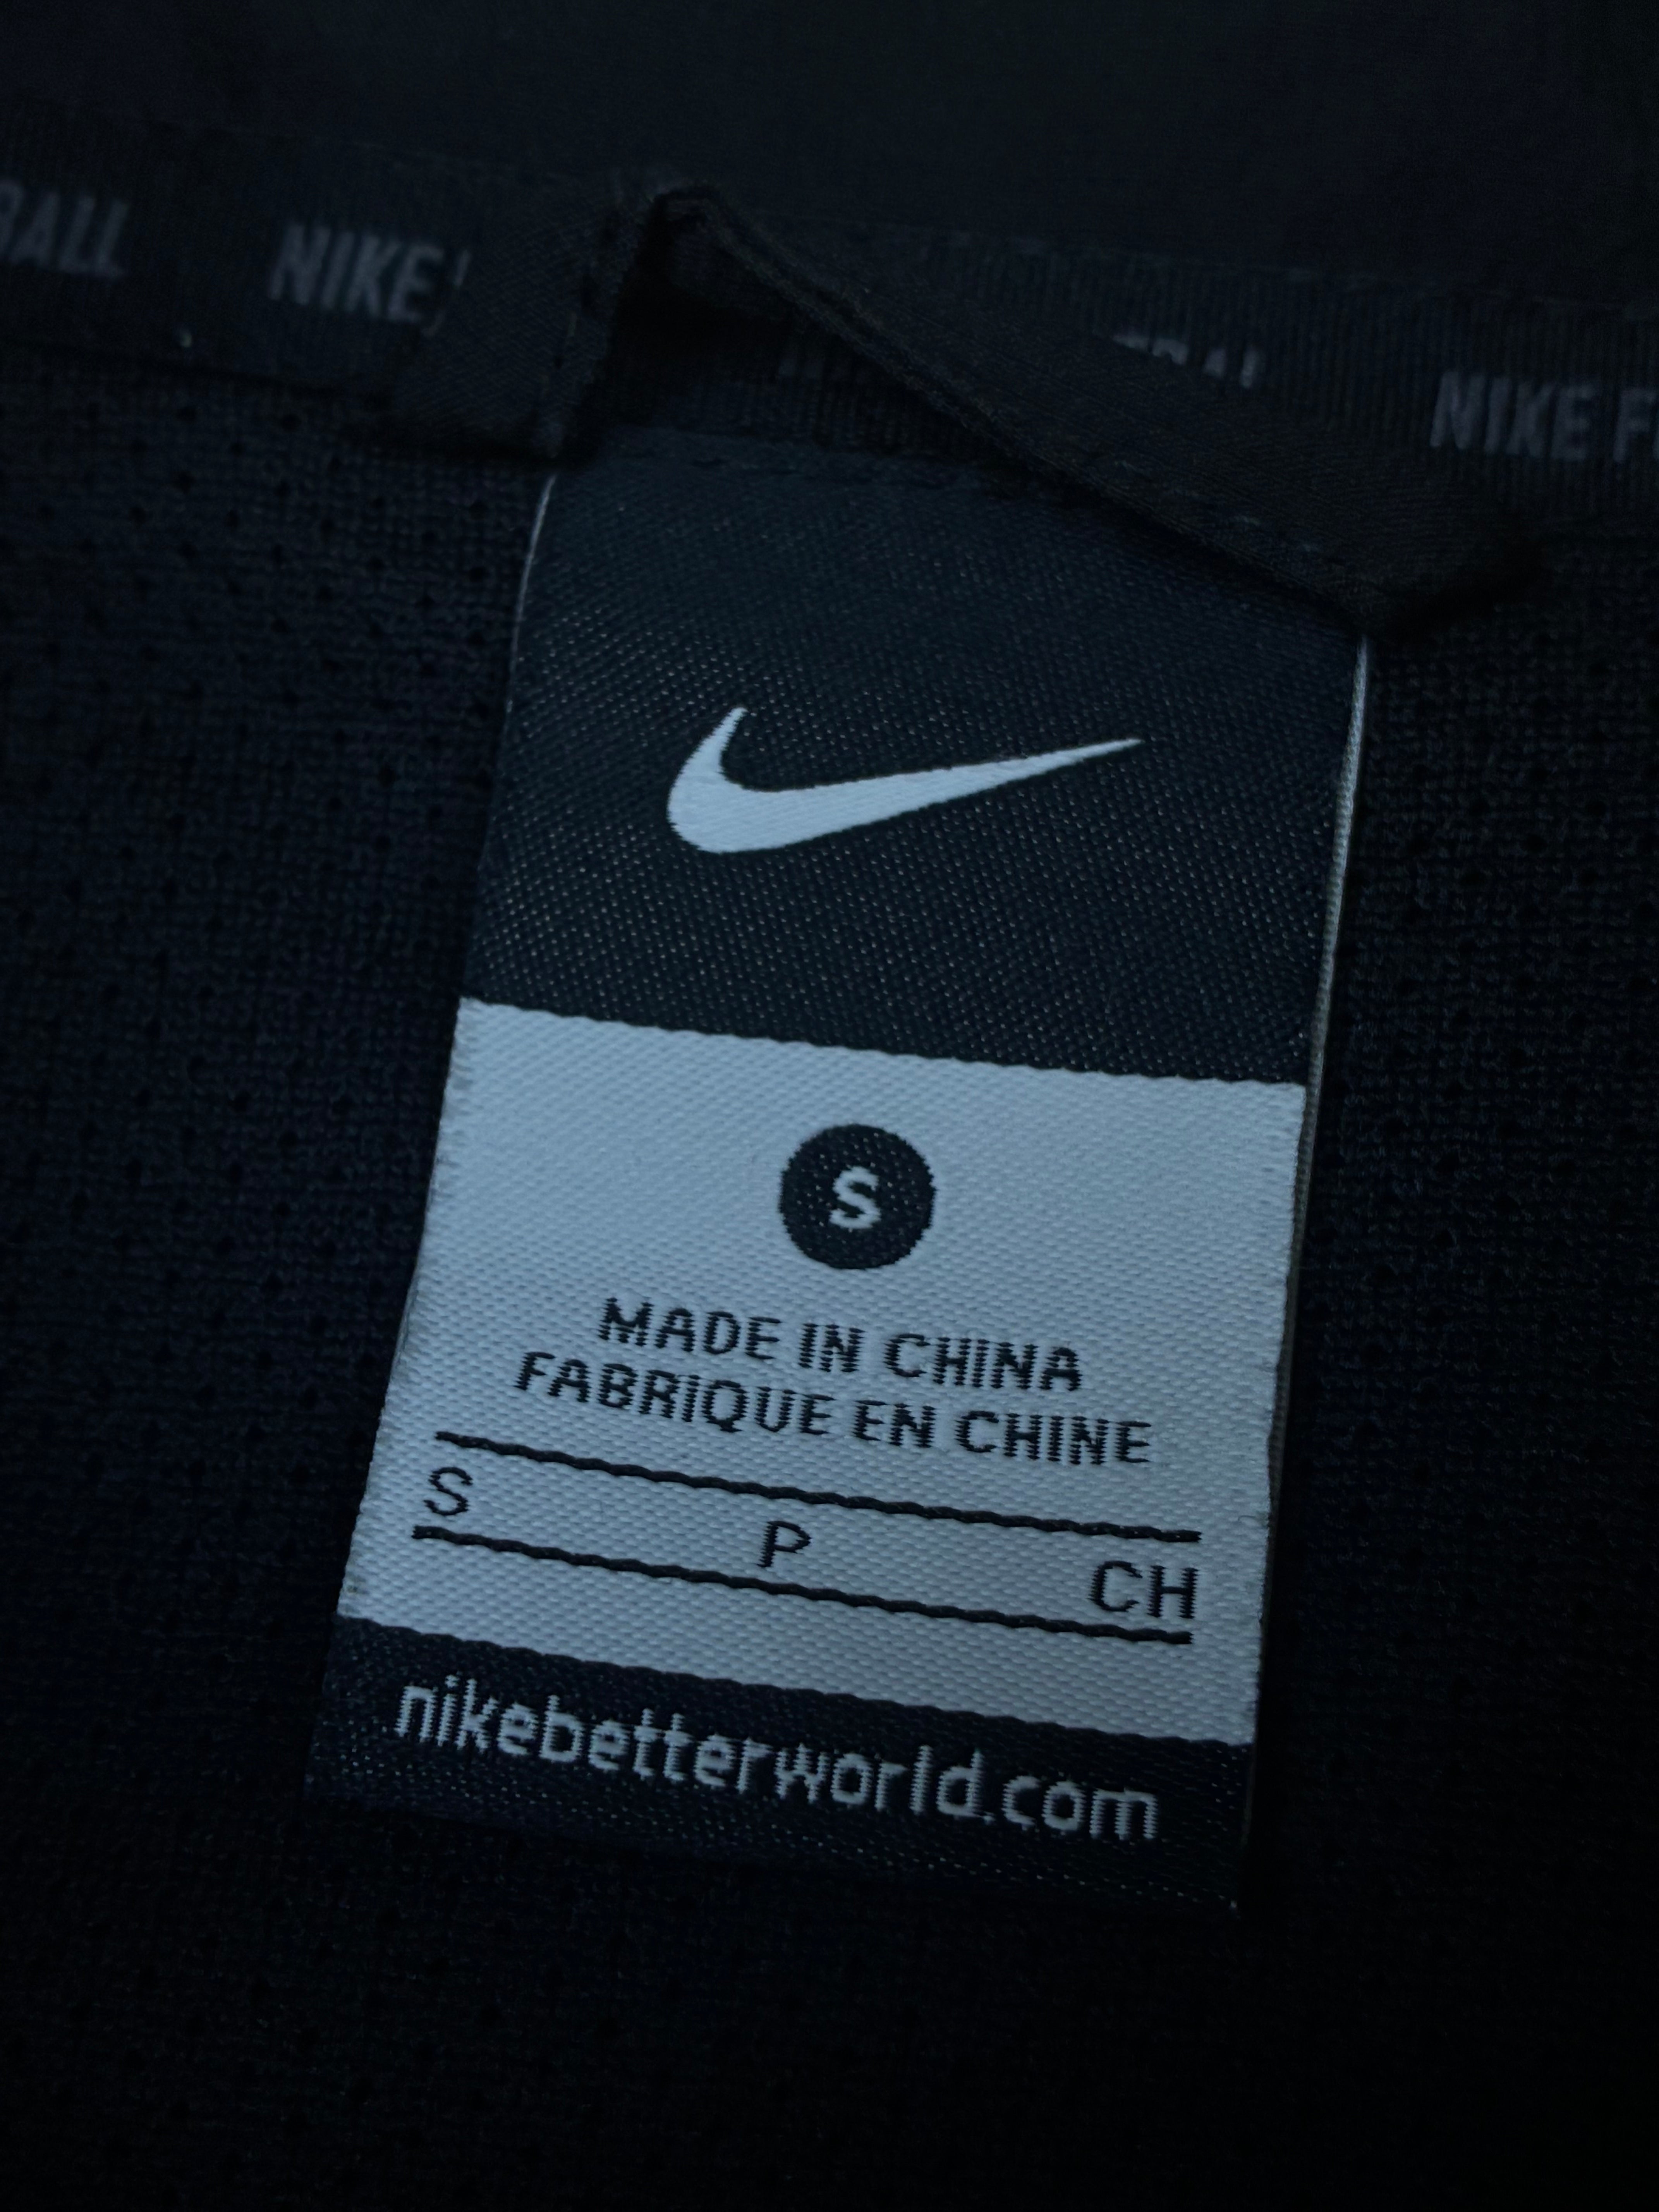 NIKE
NIKE
S
MADE IN CHINA
FABRIQUE EN CHINE
S P CH
nikebetterworld.com